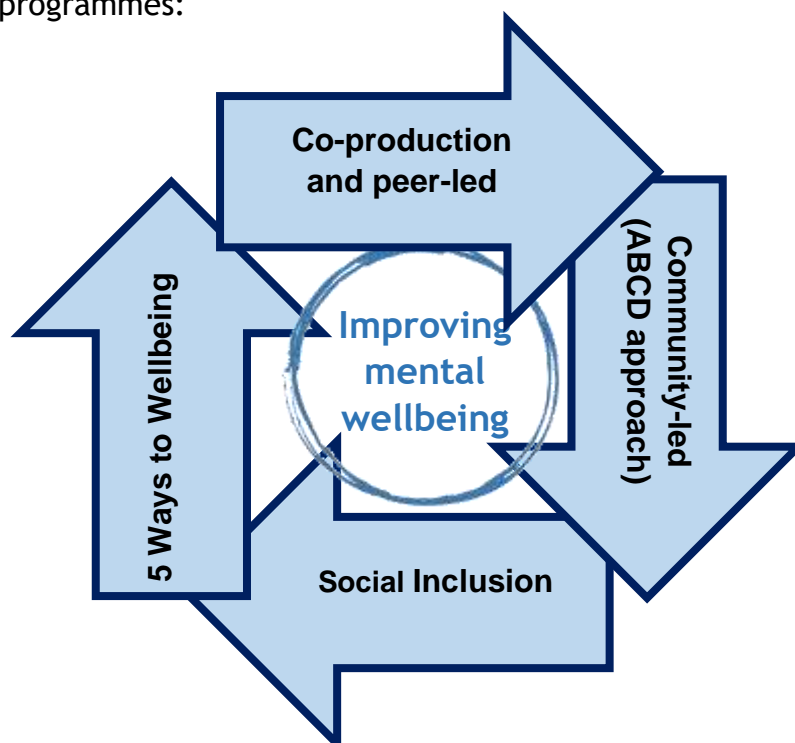 programmes:
Co-production
and peer-led
Community-led
(ABCD approach)
Improving
mental
wellbeing
5 Ways to Wellbeing
Social Inclusion